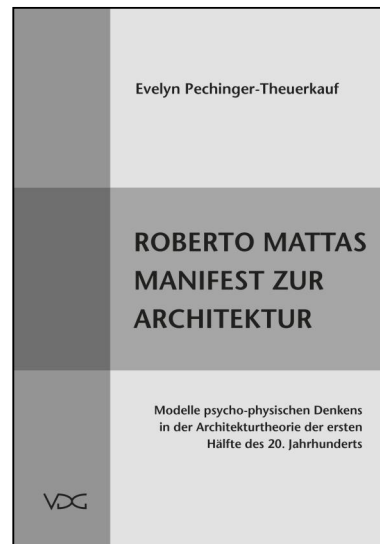 Evelyn Pechinger-Theuerkauf
ROBERTO MATTAS
MANIFEST ZUR
ARCHITEKTUR
Modelle psycho-physischen Denkens
in der Architekturtheorie der ersten
Hälfte des 20. Jahrhunderts
VDG